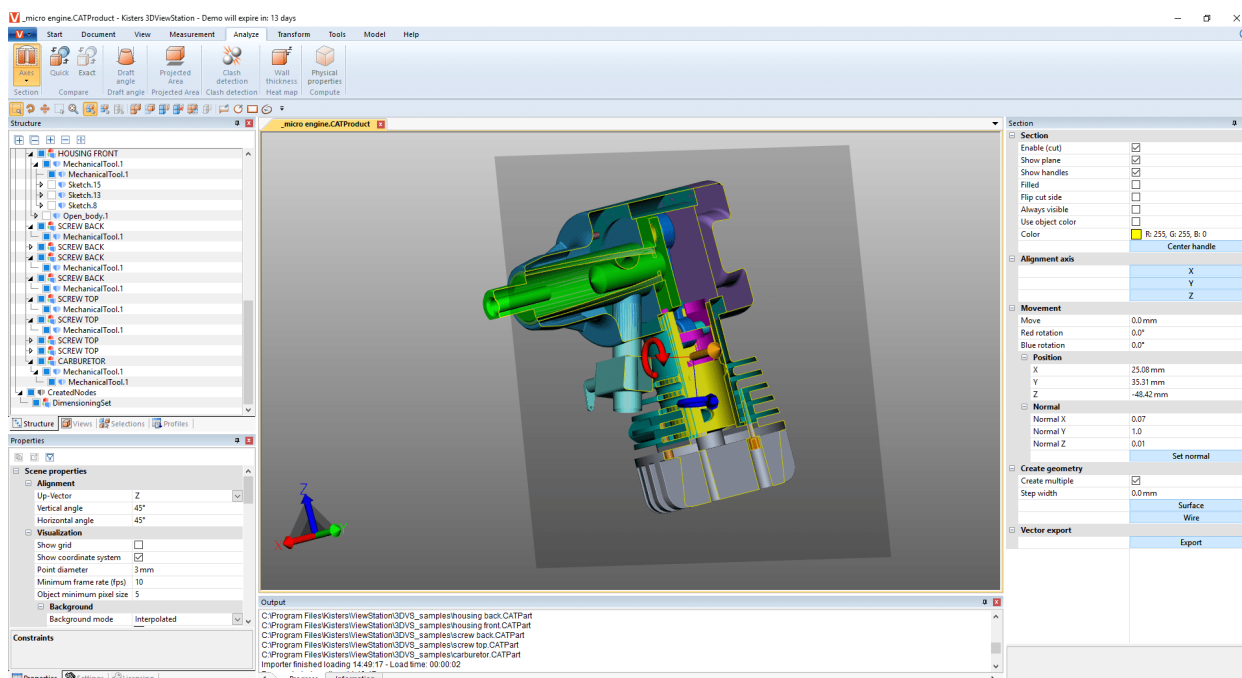 _micro engine.CATProduct - Kisters 3DViewStation - Demo will expire in: 13 days
Start Document View Measurement Analyze Transform Tools Model Help
Axes Quick Exact Draft angle Projected Area Clash detection Wall thickness Physical properties
Section Compare Draft angle Projected Area Clash detection Heat map Compute
Structure
HOUSING FRONT
MechanicalTool.1
MechanicalTool.1
Sketch.15
Sketch.13
Sketch.8
Open_body.1
SCREW BACK
MechanicalTool.1
SCREW BACK
SCREW BACK
MechanicalTool.1
SCREW BACK
MechanicalTool.1
SCREW TOP
MechanicalTool.1
SCREW TOP
MechanicalTool.1
SCREW TOP
SCREW TOP
CARBURETOR
MechanicalTool.1
MechanicalTool.1
CreatedNodes
DimensioningSet
Structure Views Selections Profiles
Properties
Scene properties
Alignment
Up-Vector Z
Vertical angle 45°
Horizontal angle 45°
Visualization
Show grid
Show coordinate system
Point diameter 3 mm
Minimum frame rate (fps) 10
Object minimum pixel size 5
Background
Background mode Interpolated
Constraints
_micro engine.CATProduct
Z
X
Output
C:\Program Files\Kisters\ViewStation\3DVS_samples\housing back.CATPart
C:\Program Files\Kisters\ViewStation\3DVS_samples\housing front.CATPart
C:\Program Files\Kisters\ViewStation\3DVS_samples\screw back.CATPart
C:\Program Files\Kisters\ViewStation\3DVS_samples\screw top.CATPart
C:\Program Files\Kisters\ViewStation\3DVS_samples\carburetor.CATPart
Importer finished loading 14:49:17 - Load time: 00:00:02
Section
Section
Enable (cut)
Show plane
Show handles
Filled
Flip cut side
Always visible
Use object color
Color R: 255, G: 255, B: 0
Center handle
Alignment axis
X
Y
Z
Movement
Move 0.0 mm
Red rotation 0.0°
Blue rotation 0.0°
Position
X 25.08 mm
Y 35.31 mm
Z -48.42 mm
Normal
Normal X 0.07
Normal Y 1.0
Normal Z 0.01
Set normal
Create geometry
Create multiple
Step width 0.0 mm
Surface
Wire
Vector export
Export